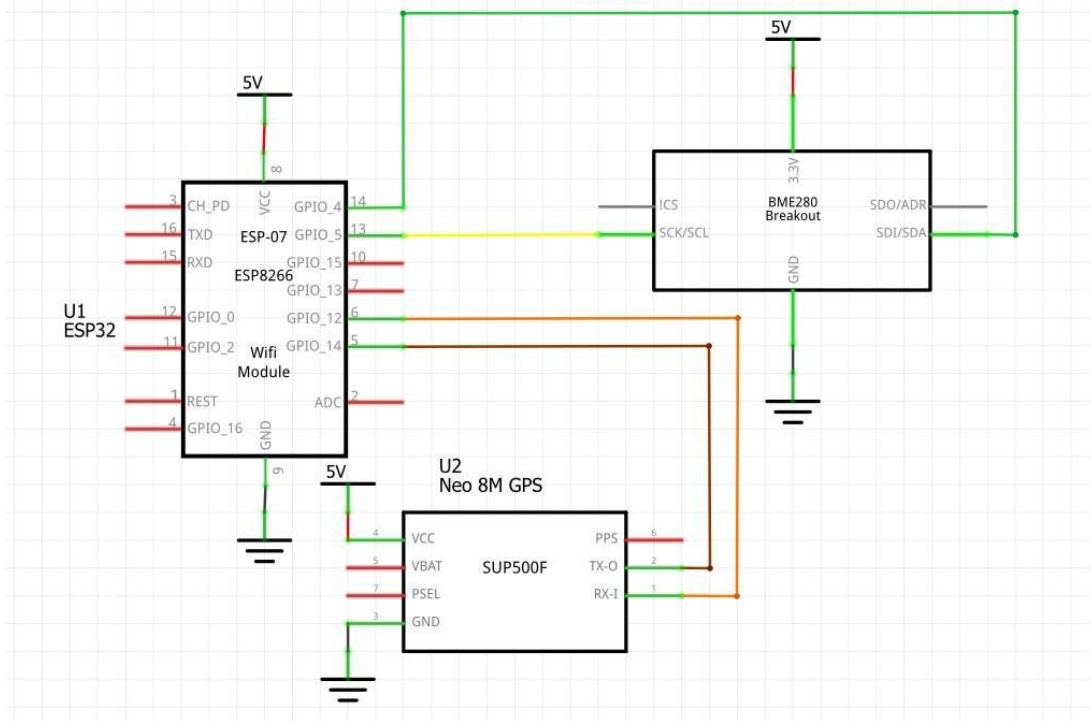 5V
5V
8
VCC
3 CH_PD
GPIO_4 14
16 TXD
ESP-07
GPIO_5 13
15 RXD
GPIO_15 10
ESP8266
GPIO_13 7
U1
ESP32
12 GPIO_0
GPIO_12 6
11 GPIO_2
GPIO_14 5
Wifi
Module
1 REST
ADC 2
4 GPIO_16
GND
9
3.3V
BME280
Breakout
!CS
SDO/ADR
SCK/SCL
SDI/SDA
GND
5V
U2
Neo 8M GPS
4 VCC
PPS 6
5 VBAT
SUP500F
TX-O 2
7 PSEL
RX-I 1
3 GND